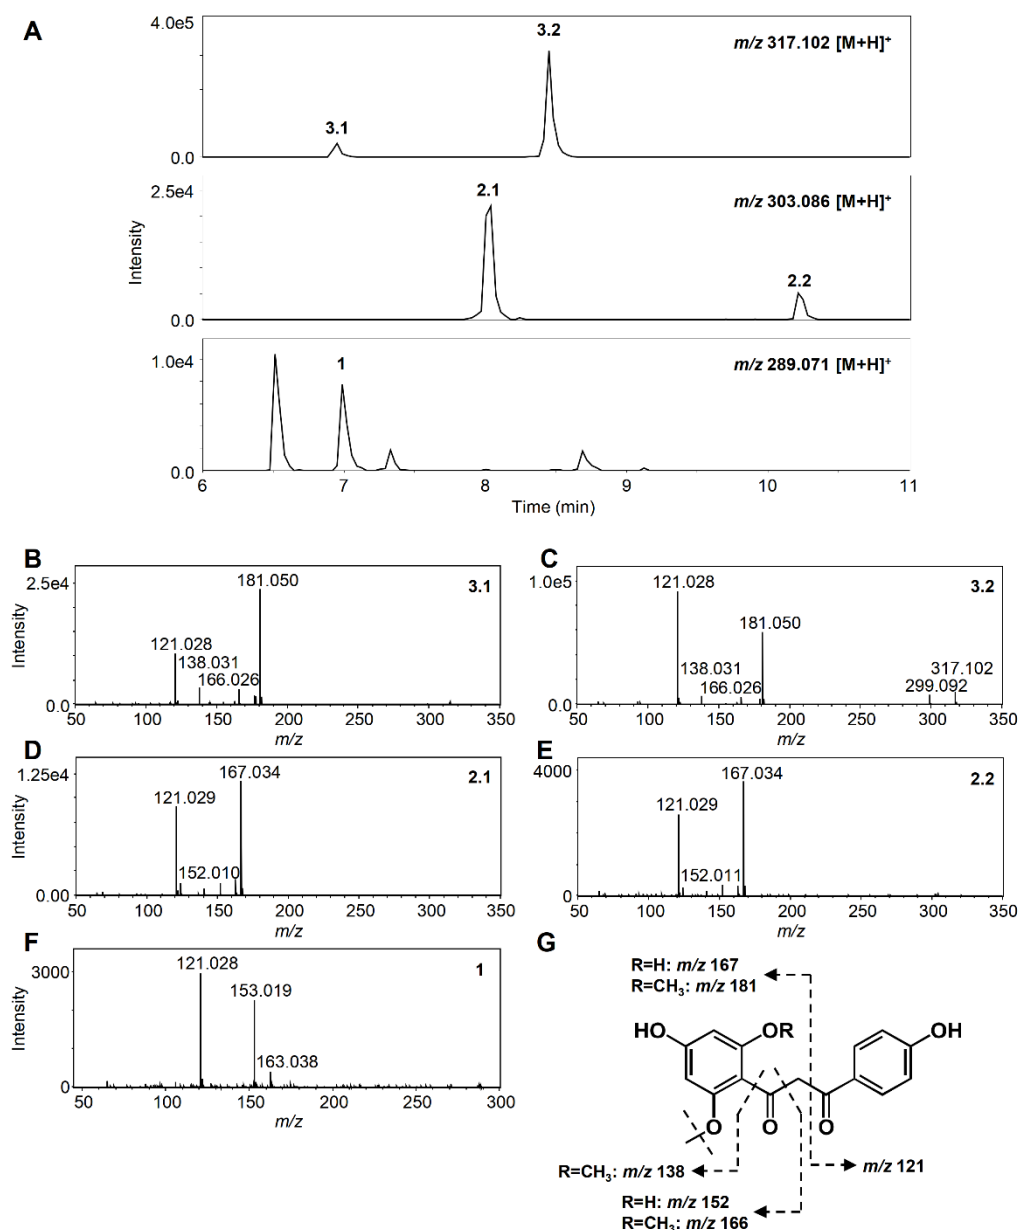 A
4.0e5
3.2
m/z 317.102 [M+H]⁺
3.1
0.0
2.5e4
2.1
m/z 303.086 [M+H]⁺
2.2
0.0
Intensity
1.0e4
1
m/z 289.071 [M+H]⁺
0.0
6 7 8 9 10 11
Time (min)
B
3.1
2.5e4
181.050
121.028
138.031
166.026
0.0
Intensity
50 100 150 200 250 300 350
m/z
C
3.2
1.0e5
121.028
181.050
138.031
166.026
317.102
299.092
0.0
50 100 150 200 250 300 350
m/z
D
2.1
1.25e4
167.034
121.029
152.010
0.00
Intensity
50 100 150 200 250 300 350
m/z
E
2.2
4000
167.034
121.029
152.011
0
50 100 150 200 250 300 350
m/z
F
1
3000
121.028
153.019
163.038
0
Intensity
50 100 150 200 250 300
m/z
G
R=H: m/z 167
R=CH₃: m/z 181
HO
OR
OH
O
O
O
R=CH₃: m/z 138
m/z 121
R=H: m/z 152
R=CH₃: m/z 166